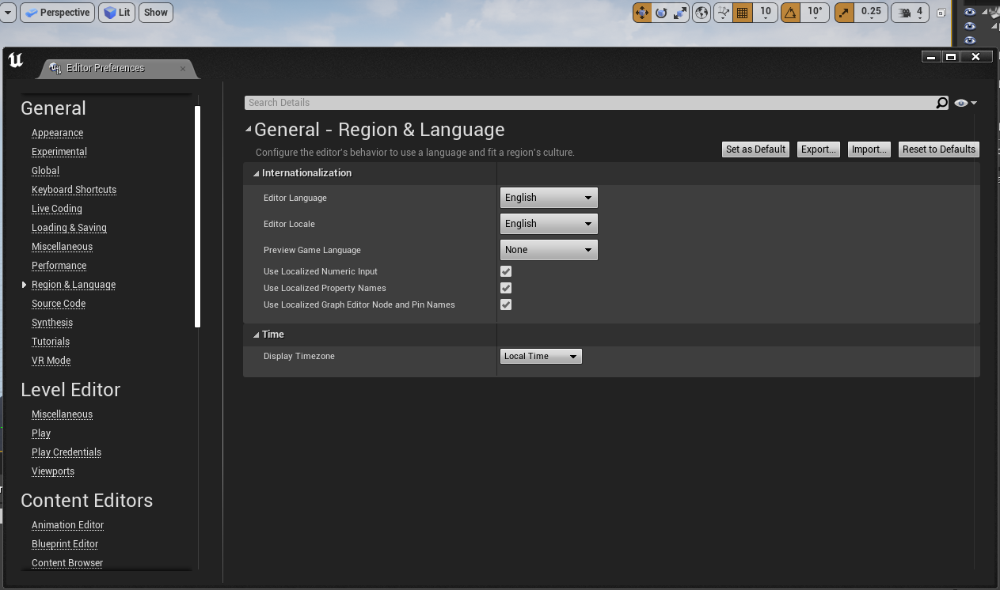 Perspective
Lit
Show
10
10°
0.25
4
Editor Preferences
General
Appearance
Experimental
Global
Keyboard Shortcuts
Live Coding
Loading & Saving
Miscellaneous
Performance
Region & Language
Source Code
Synthesis
Tutorials
VR Mode
Level Editor
Miscellaneous
Play
Play Credentials
Viewports
Content Editors
Animation Editor
Blueprint Editor
Content Browser
Search Details
General - Region & Language
Configure the editor's behavior to use a language and fit a region's culture.
Set as Default
Export...
Import...
Reset to Defaults
Internationalization
Editor Language English
Editor Locale English
Preview Game Language None
Use Localized Numeric Input
Use Localized Property Names
Use Localized Graph Editor Node and Pin Names
Time
Display Timezone Local Time